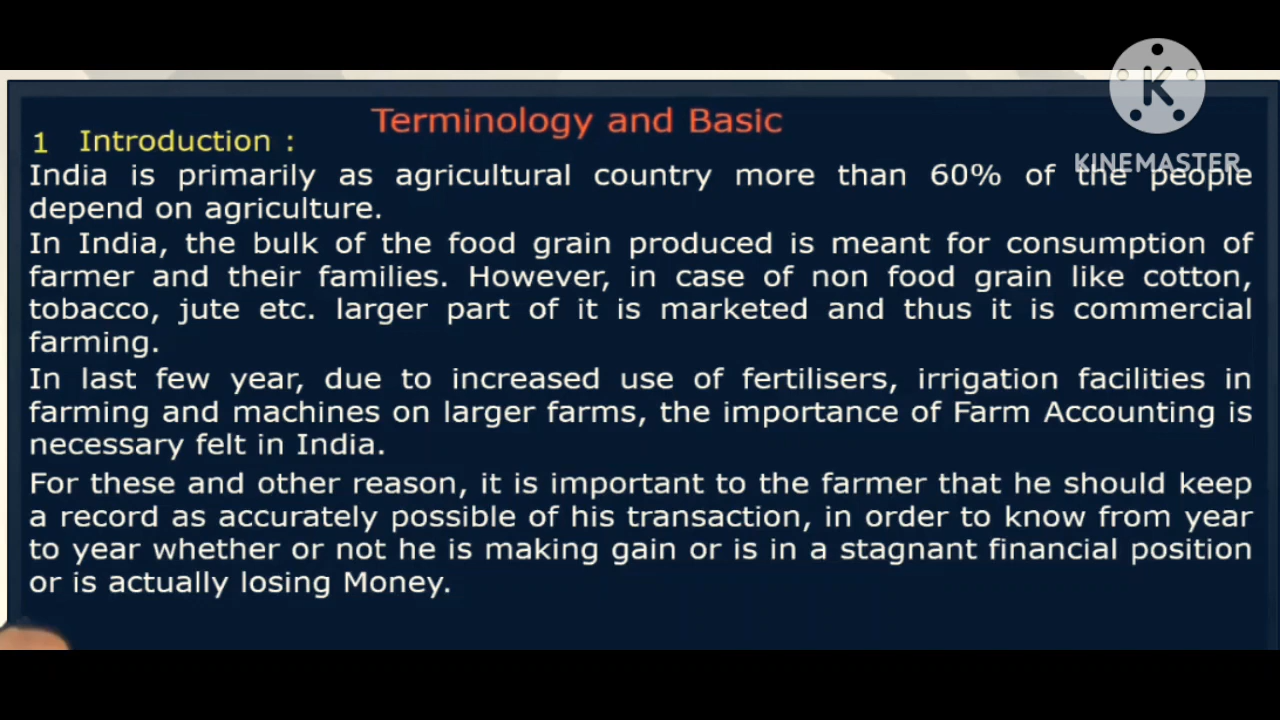 Terminology and Basic
1 Introduction :
India is primarily as agricultural country more than 60% of the people
depend on agriculture.
In India, the bulk of the food grain produced is meant for consumption of
farmer and their families. However, in case of non food grain like cotton,
tobacco, jute etc. larger part of it is marketed and thus it is commercial
farming.
In last few year, due to increased use of fertilisers, irrigation facilities in
farming and machines on larger farms, the importance of Farm Accounting is
necessary felt in India.
For these and other reason, it is important to the farmer that he should keep
a record as accurately possible of his transaction, in order to know from year
to year whether or not he is making gain or is in a stagnant financial position
or is actually losing Money.
K
KINEMASTER